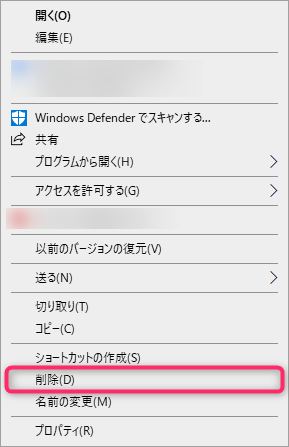 開く(O)
編集(E)
Windows Defender でスキャンする...
共有
プログラムから開く(H)
アクセスを許可する(G)
以前のバージョンの復元(V)
送る(N)
切り取り(T)
コピー(C)
ショートカットの作成(S)
削除(D)
名前の変更(M)
プロパティ(R)